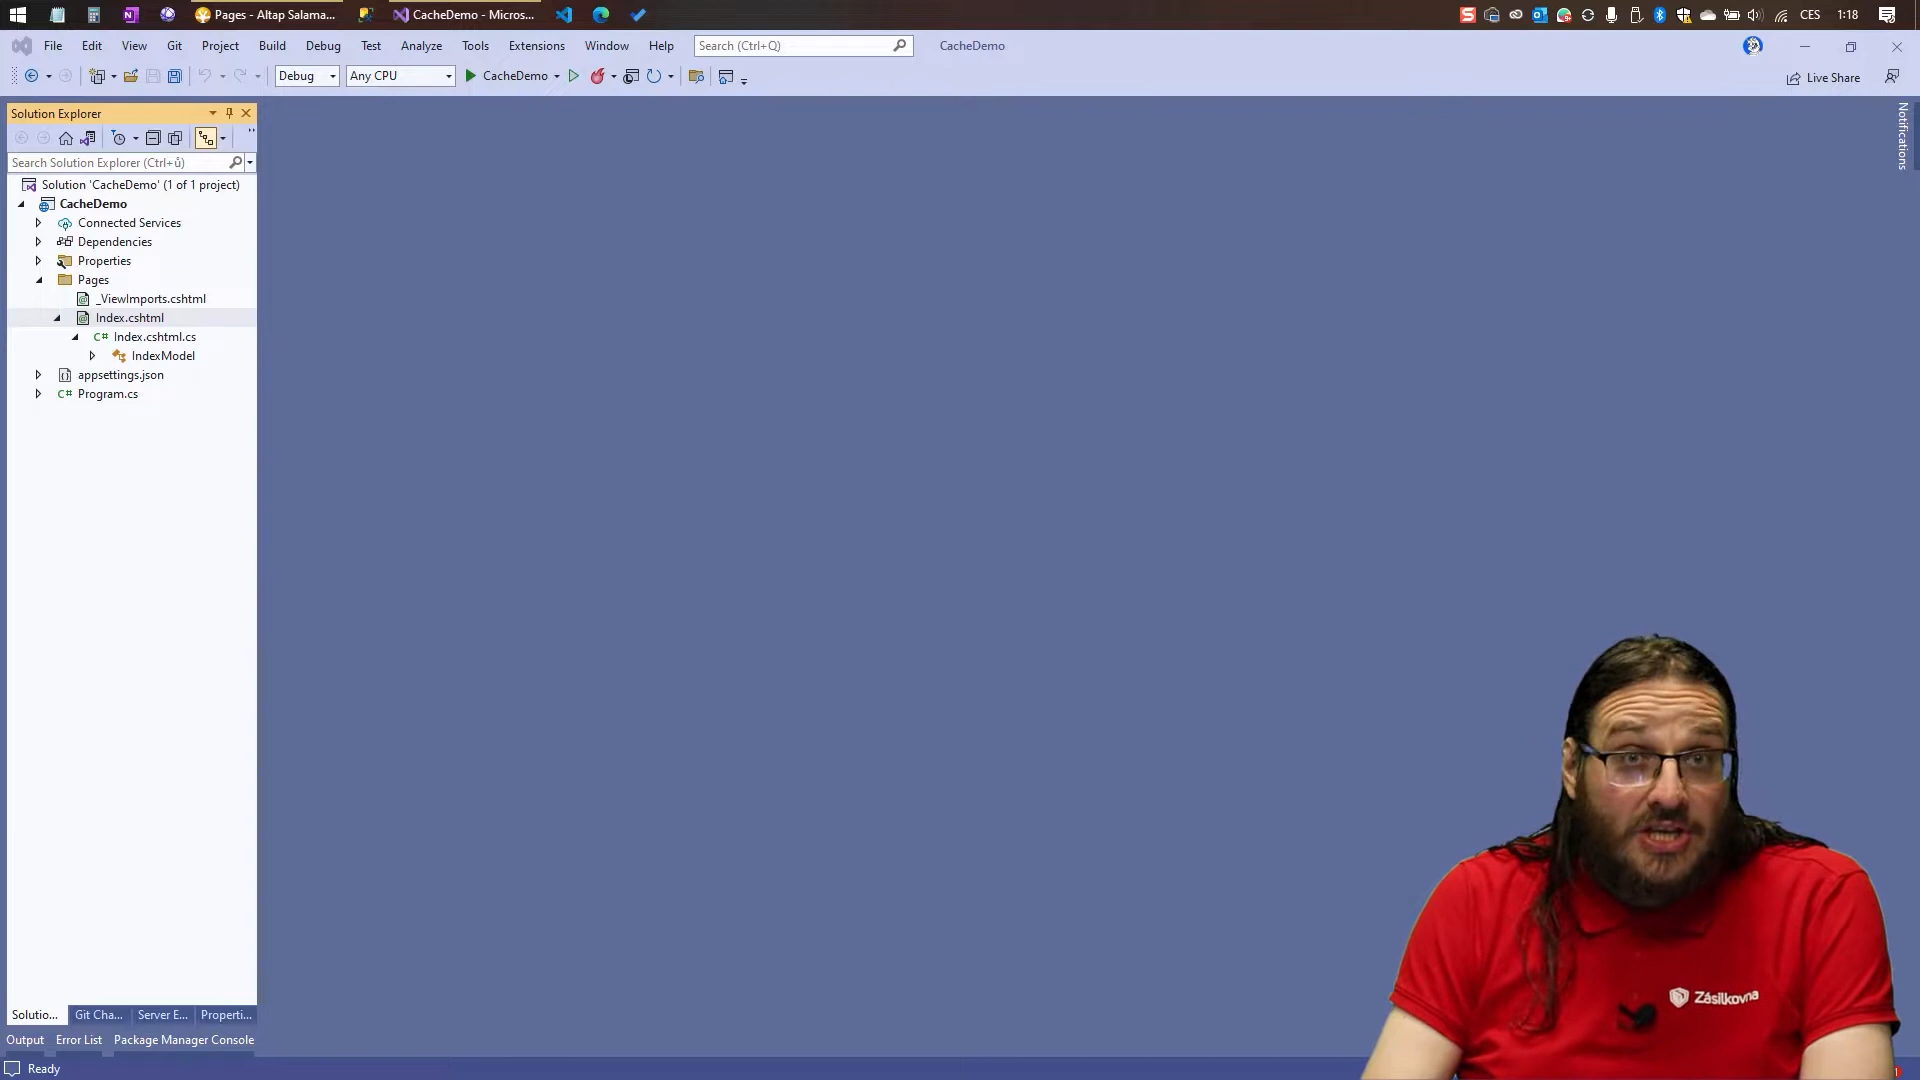 Pages - Altap Salama...
CacheDemo - Micros...
CES
1:18
File Edit View Git Project Build Debug Test Analyze Tools Extensions Window Help
Search (Ctrl+Q)
CacheDemo
Debug
Any CPU
CacheDemo
Live Share
Notifications
Solution Explorer
Search Solution Explorer (Ctrl+ů)
Solution 'CacheDemo' (1 of 1 project)
CacheDemo
Connected Services
Dependencies
Properties
Pages
_ViewImports.cshtml
Index.cshtml
C# Index.cshtml.cs
IndexModel
appsettings.json
C# Program.cs
Zásilkovna
Solutio... Git Cha... Server E... Properti...
Output Error List Package Manager Console
Ready